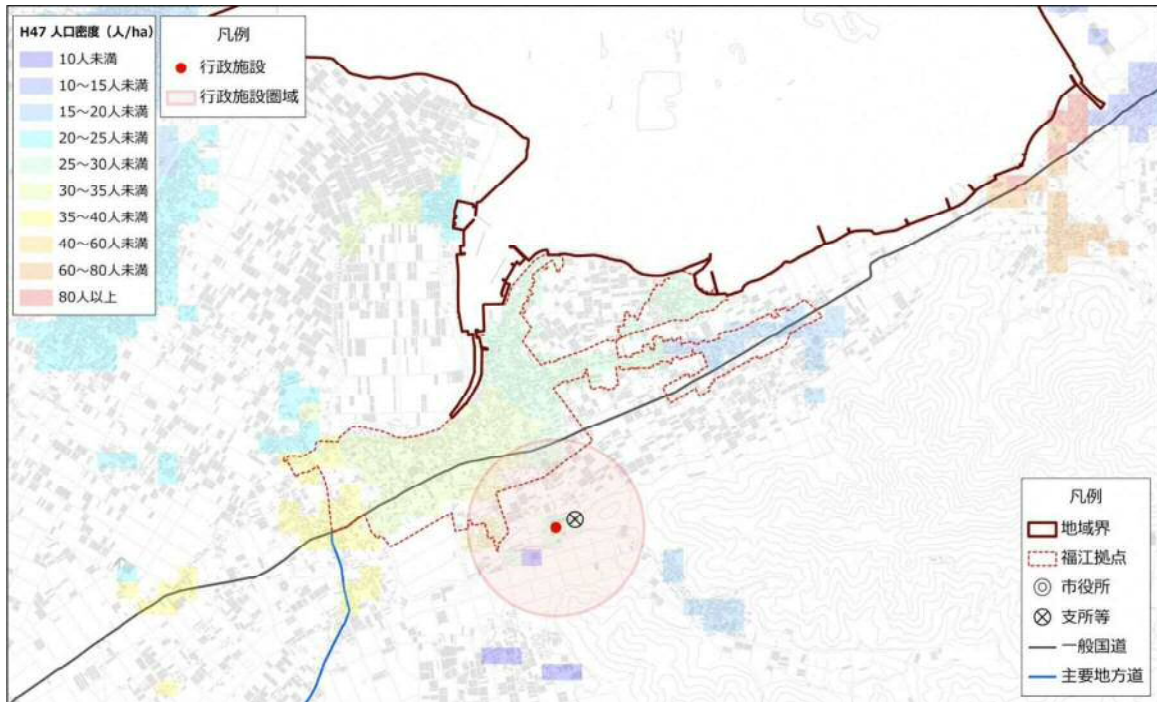 H47 人口密度（人/ha）
10人未満
10～15人未満
15～20人未満
20～25人未満
25～30人未満
30～35人未満
35～40人未満
40～60人未満
60～80人未満
80人以上
凡例
行政施設
行政施設圏域
凡例
地域界
福江拠点
市役所
支所等
一般国道
主要地方道